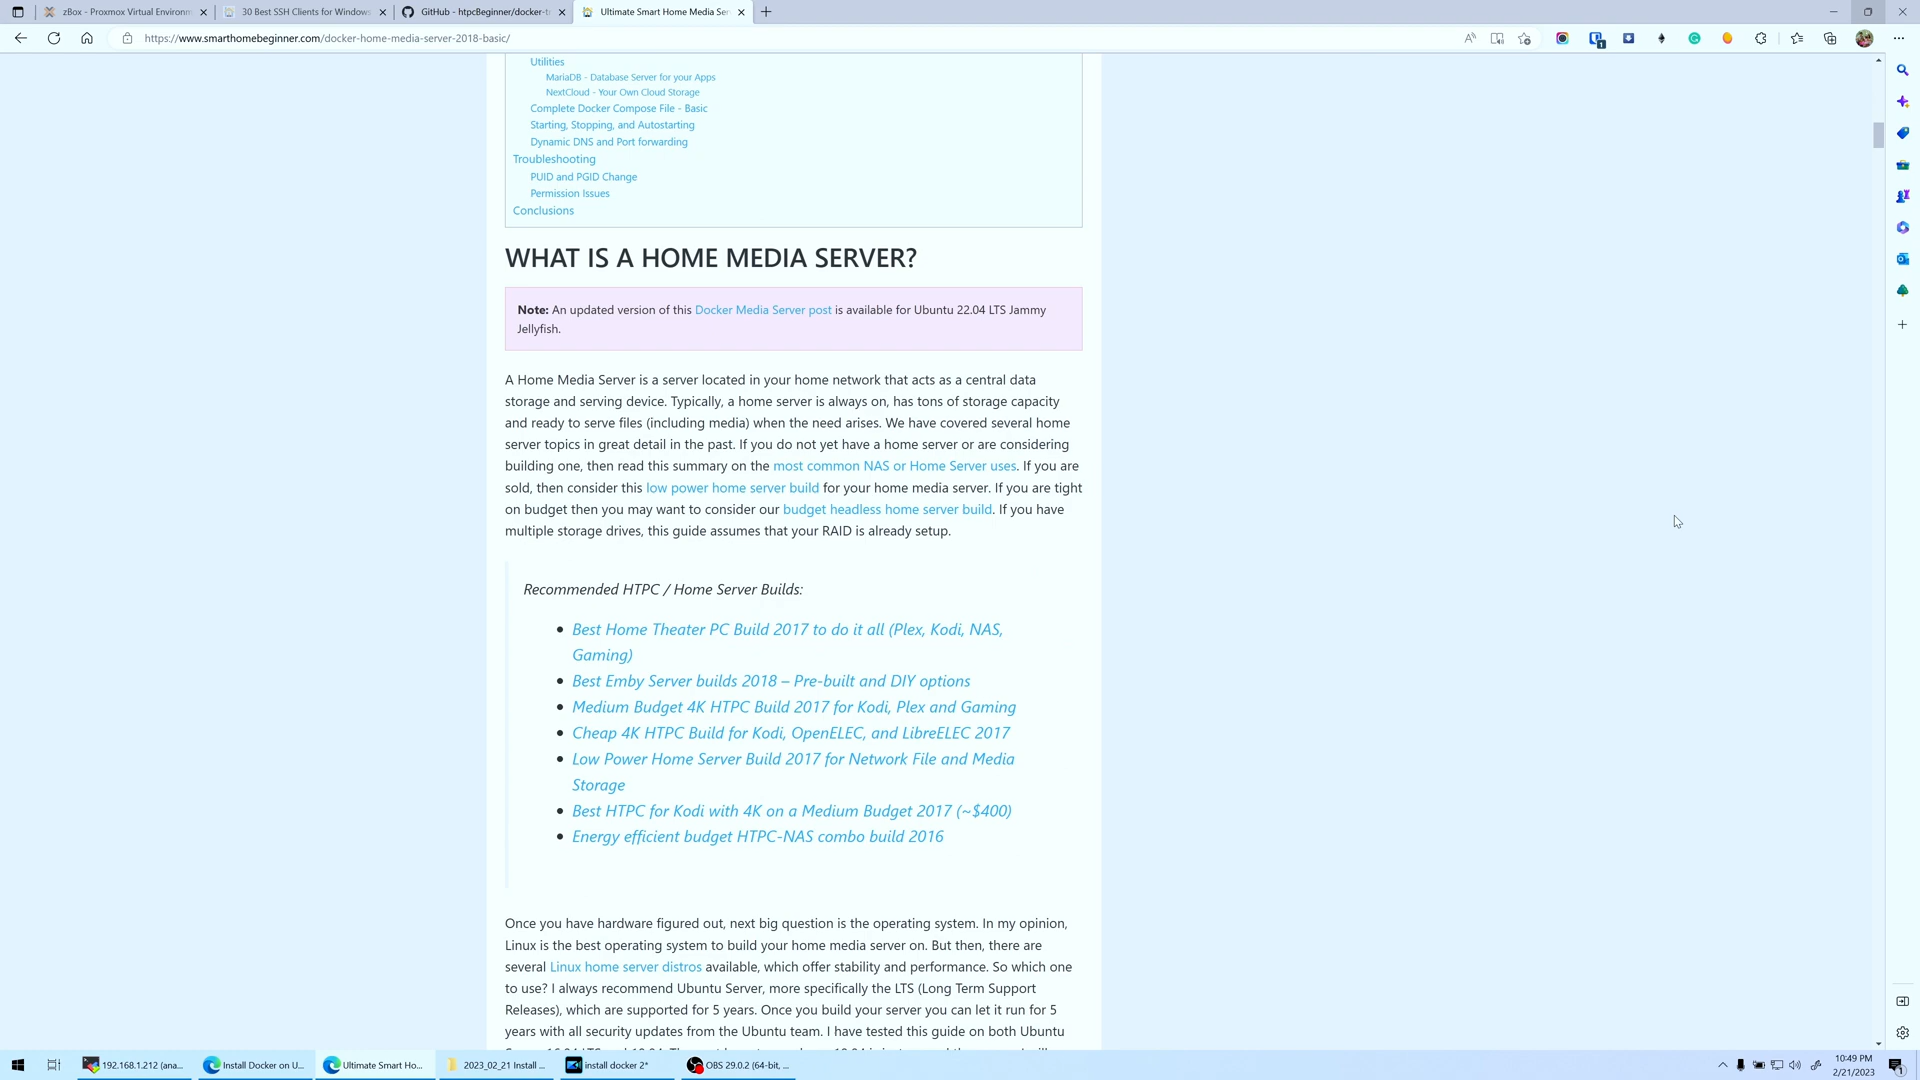 zBox - Proxmox Virtual Environm
30 Best SSH Clients for Windows
GitHub - htpcBeginner/docker-t
Ultimate Smart Home Media Ser
https://www.smarthomebeginner.com/docker-home-media-server-2018-basic/
Utilities
MariaDB - Database Server for your Apps
NextCloud - Your Own Cloud Storage
Complete Docker Compose File - Basic
Starting, Stopping, and Autostarting
Dynamic DNS and Port forwarding
Troubleshooting
PUID and PGID Change
Permission Issues
Conclusions
WHAT IS A HOME MEDIA SERVER?
Note: An updated version of this Docker Media Server post is available for Ubuntu 22.04 LTS Jammy
Jellyfish.
A Home Media Server is a server located in your home network that acts as a central data
storage and serving device. Typically, a home server is always on, has tons of storage capacity
and ready to serve files (including media) when the need arises. We have covered several home
server topics in great detail in the past. If you do not yet have a home server or are considering
building one, then read this summary on the most common NAS or Home Server uses. If you are
sold, then consider this low power home server build for your home media server. If you are tight
on budget then you may want to consider our budget headless home server build. If you have
multiple storage drives, this guide assumes that your RAID is already setup.
Recommended HTPC / Home Server Builds:
Best Home Theater PC Build 2017 to do it all (Plex, Kodi, NAS,
Gaming)
Best Emby Server builds 2018 – Pre-built and DIY options
Medium Budget 4K HTPC Build 2017 for Kodi, Plex and Gaming
Cheap 4K HTPC Build for Kodi, OpenELEC, and LibreELEC 2017
Low Power Home Server Build 2017 for Network File and Media
Storage
Best HTPC for Kodi with 4K on a Medium Budget 2017 (~$400)
Energy efficient budget HTPC-NAS combo build 2016
Once you have hardware figured out, next big question is the operating system. In my opinion,
Linux is the best operating system to build your home media server on. But then, there are
several Linux home server distros available, which offer stability and performance. So which one
to use? I always recommend Ubuntu Server, more specifically the LTS (Long Term Support
Releases), which are supported for 5 years. Once you build your server you can let it run for 5
years with all security updates from the Ubuntu team. I have tested this guide on both Ubuntu
192.168.1.212 (ana...
Install Docker on U...
Ultimate Smart Ho...
2023_02_21 Install ...
install docker 2*
OBS 29.0.2 (64-bit, ...
10:49 PM
2/21/2023